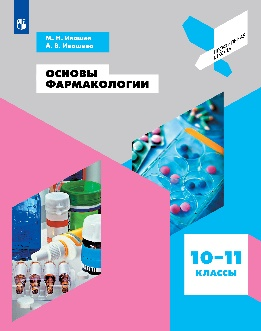 М. Н. Ивашев
А. В. Ивашева
ОСНОВЫ
ФАРМАКОЛОГИИ
10–11
КЛАССЫ